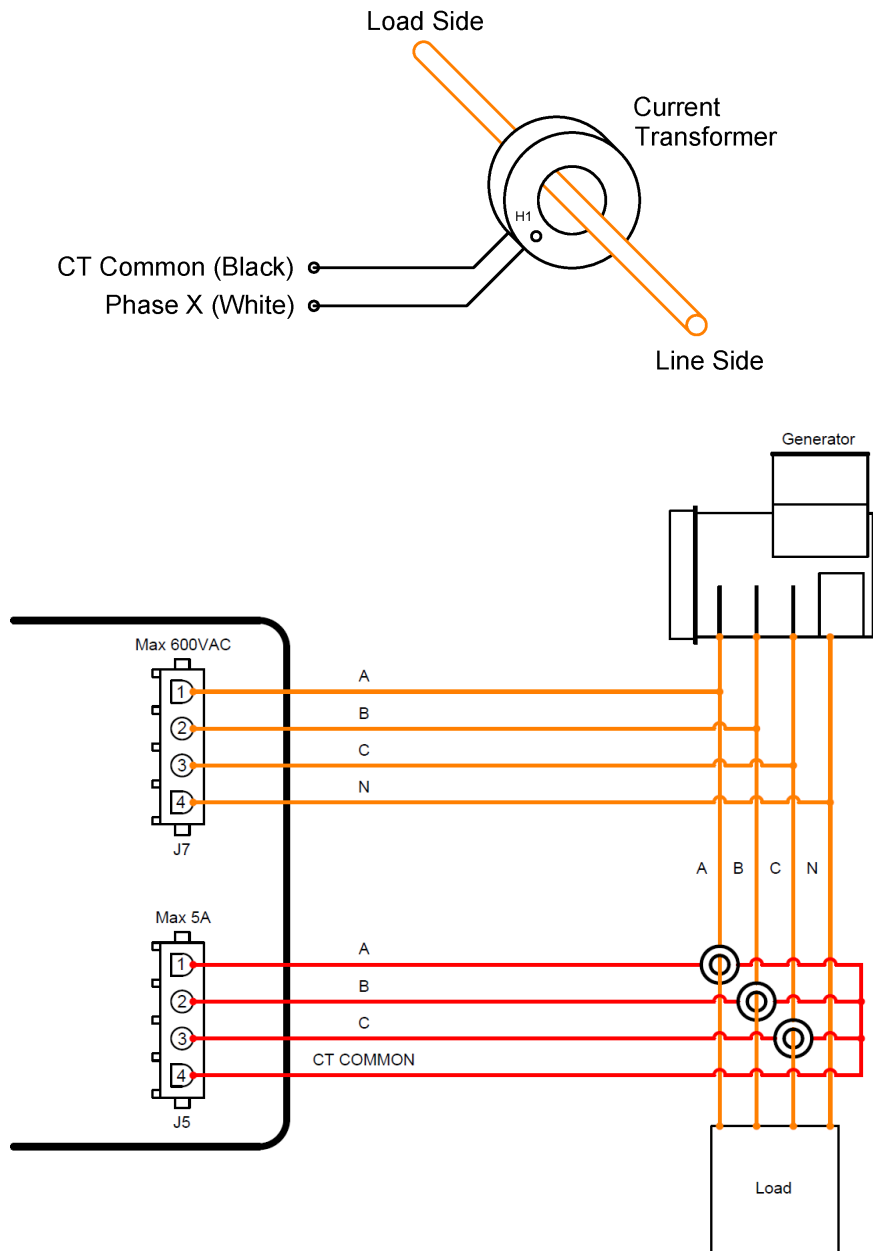 Load Side
Current
Transformer
H1
CT Common (Black)
Phase X (White)
Line Side
Generator
Max 600VAC
1
A
2
B
3
C
4
N
J7
A
B
C
N
Max 5A
1
A
2
B
3
C
CT COMMON
4
J5
Load